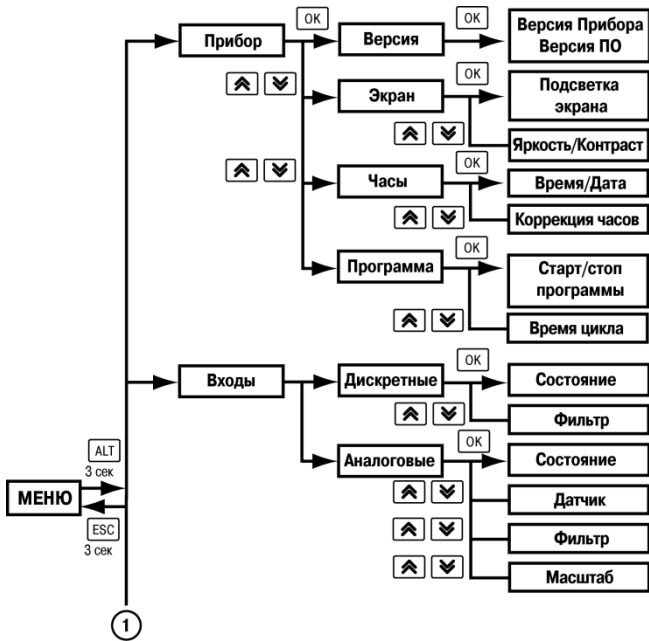 OK
OK
Прибор
Версия
Версия Прибора
Версия ПО
OK
Экран
Подсветка
экрана
Яркость/Контраст
OK
Часы
Время/Дата
Коррекция часов
OK
Программа
Старт/стоп
программы
Время цикла
OK
Входы
Дискретные
Состояние
Фильтр
OK
Аналоговые
Состояние
ALT
3 сек
МЕНЮ
Датчик
ESC
3 сек
Фильтр
Масштаб
1